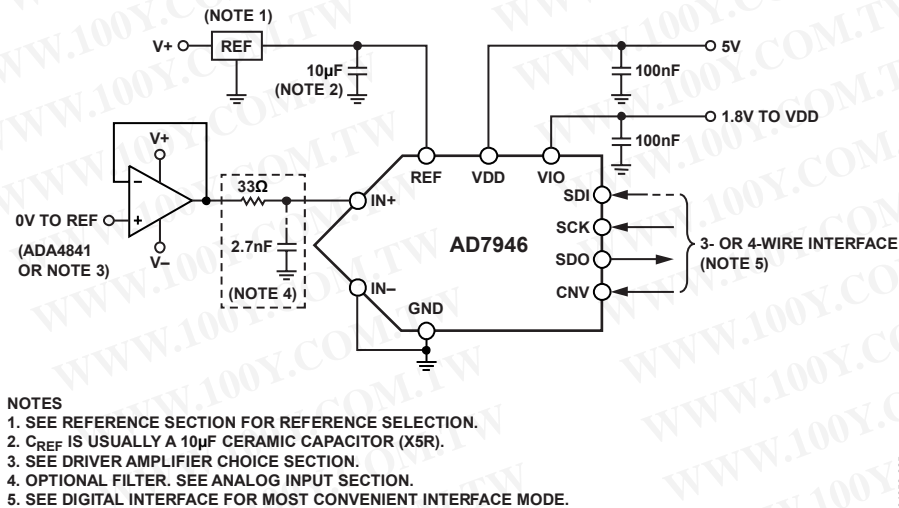 (NOTE 1)
V+
REF
5V
10µF
(NOTE 2)
100nF
1.8V TO VDD
100nF
V+
REF
VDD
VIO
33Ω
IN+
SDI
–
+
0V TO REF
SCK
AD7946
3- OR 4-WIRE INTERFACE
(NOTE 5)
(ADA4841
OR NOTE 3)
V–
2.7nF
SDO
(NOTE 4)
IN–
CNV
GND
NOTES
1. SEE REFERENCE SECTION FOR REFERENCE SELECTION.
2. CREF IS USUALLY A 10µF CERAMIC CAPACITOR (X5R).
3. SEE DRIVER AMPLIFIER CHOICE SECTION.
4. OPTIONAL FILTER. SEE ANALOG INPUT SECTION.
5. SEE DIGITAL INTERFACE FOR MOST CONVENIENT INTERFACE MODE.
WWW.100Y.COM.TW